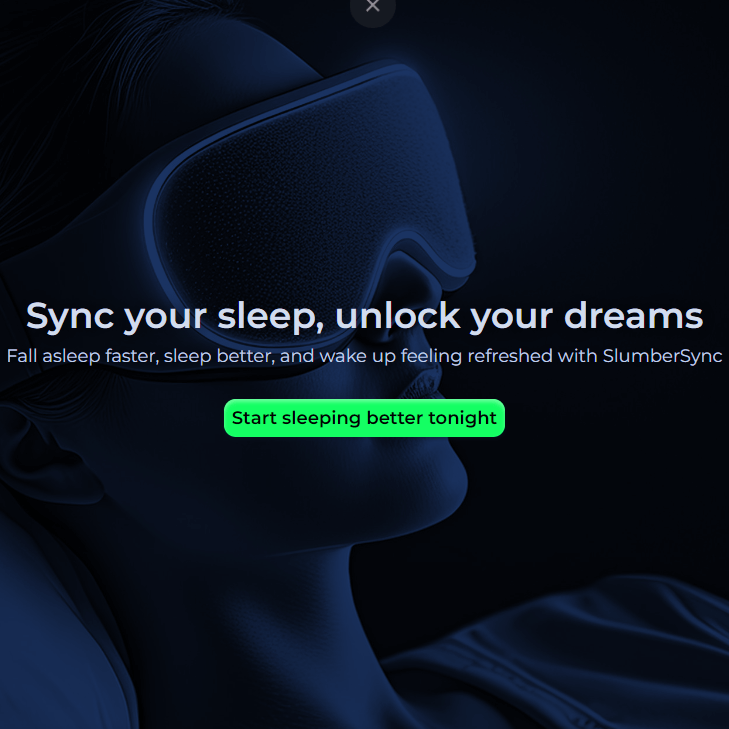 Sync your sleep, unlock your dreams
Fall asleep faster, sleep better, and wake up feeling refreshed with SlumberSync
Start sleeping better tonight